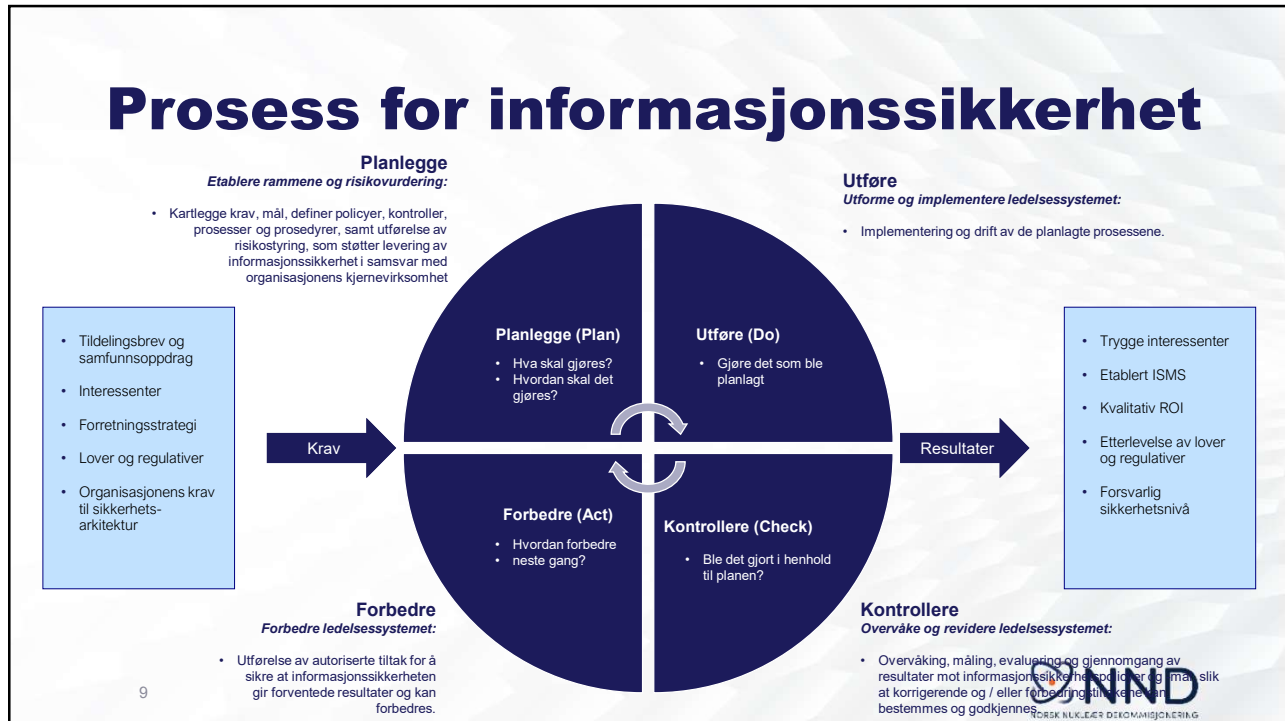 Prosess for informasjonssikkerhet
Planlegge
Etablere rammene og risikovurdering:
• Kartlegge krav, mål, definer policyer, kontroller,
prosesser og prosedyrer, samt utførelse av
risikostyring, som støtter levering av
informasjonssikkerhet i samsvar med
organisasjonens kjernevirksomhet
Utføre
Utforme og implementere ledelsessystemet:
• Implementering og drift av de planlagte prosessene.
• Tildelingsbrev og
samfunnsoppdrag
• Interessenter
• Forretningsstrategi
• Lover og regulativer
• Organisasjonens krav
til sikkerhets-
arkitektur
Krav
Planlegge (Plan)
• Hva skal gjøres?
• Hvordan skal det
gjøres?
Utføre (Do)
• Gjøre det som ble
planlagt
Forbedre (Act)
• Hvordan forbedre
• neste gang?
Kontrollere (Check)
• Ble det gjort i henhold
til planen?
Resultater
• Trygge interessenter
• Etablert ISMS
• Kvalitativ ROI
• Etterlevelse av lover
og regulativer
• Forsvarlig
sikkerhetsnivå
Forbedre
Forbedre ledelsessystemet:
• Utførelse av autoriserte tiltak for å
sikre at informasjonssikkerheten
gir forventede resultater og kan
forbedres.
Kontrollere
Overvåke og revidere ledelsessystemet:
• Overvåking, måling, evaluering og gjennomgang av
resultater mot informasjonssikkerhetspolicyer og mål, slik
at korrigerende og / eller forbedringstiltakene kan
bestemmes og godkjennes.
NND
NORSK NUKLEÆR DEKOMMISJONERING
9